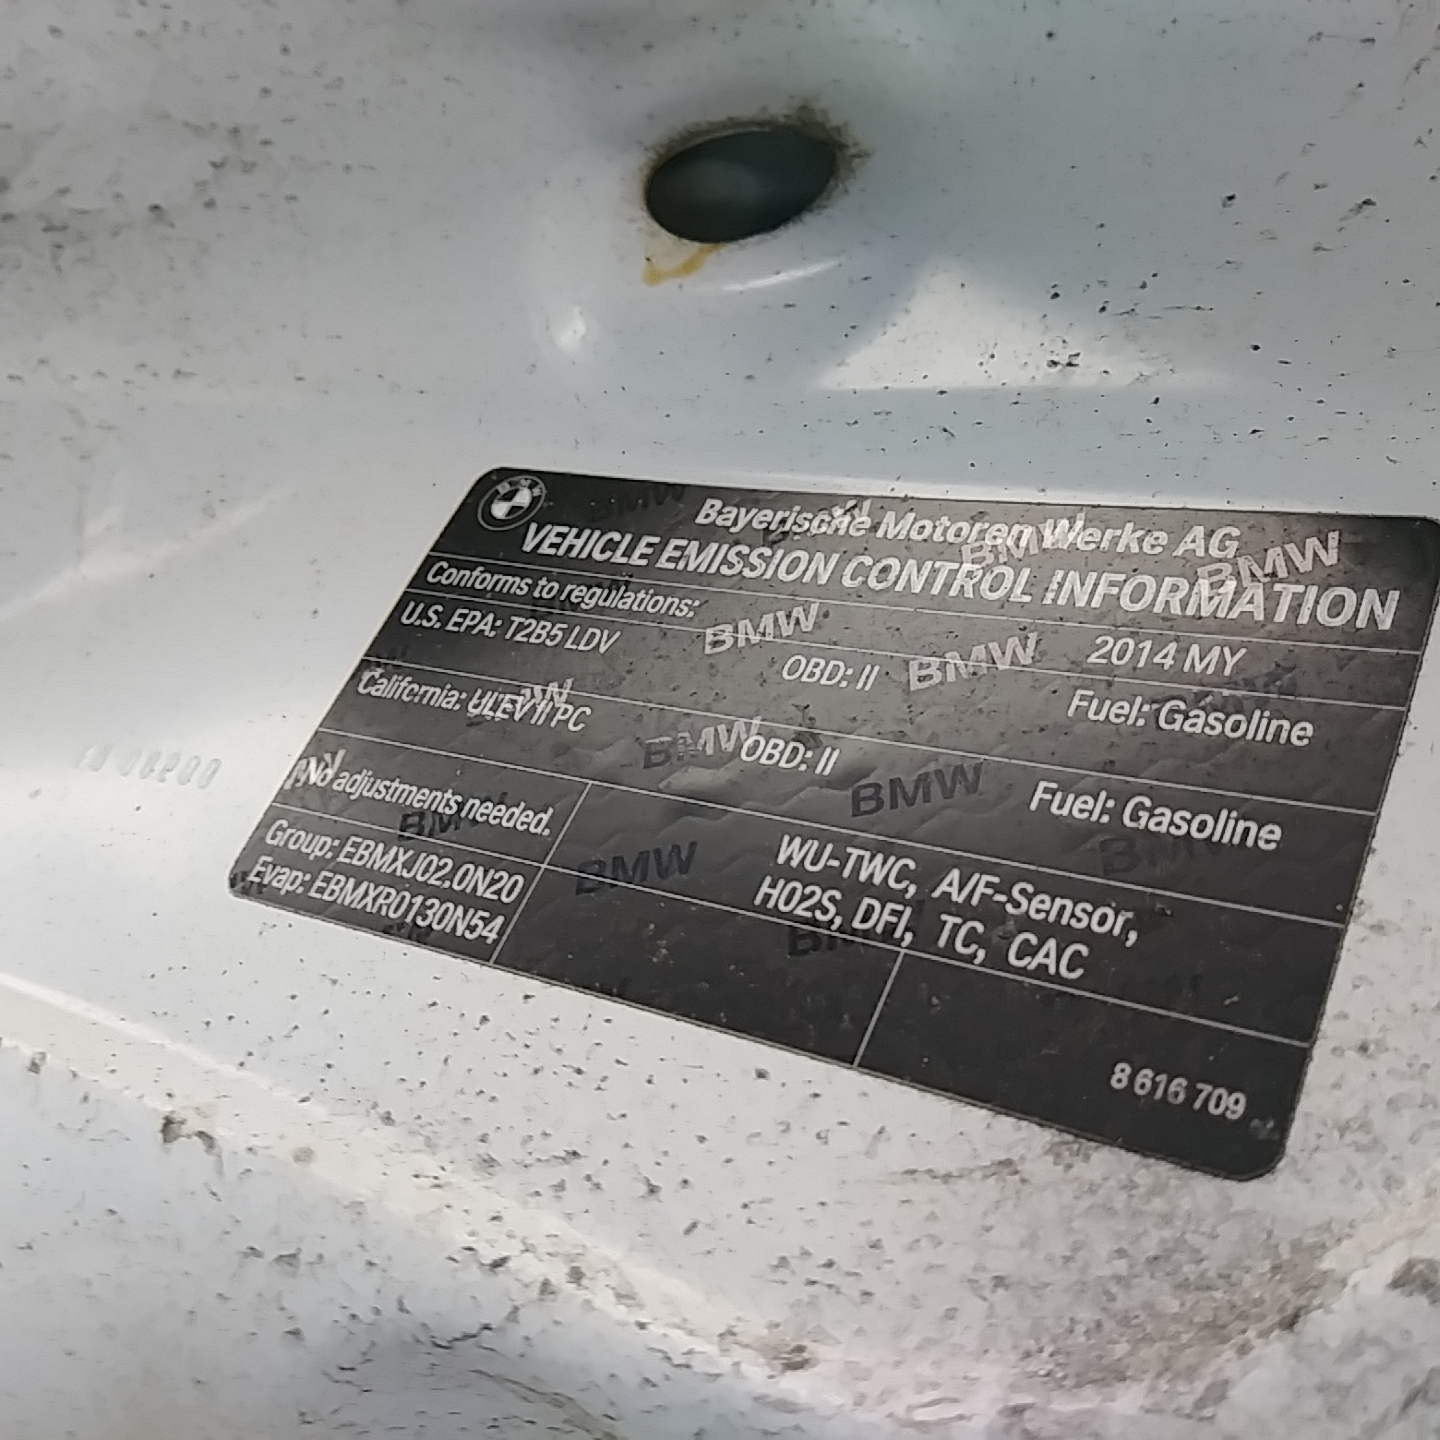 Bayerische Motoren Werke AG
VEHICLE EMISSION CONTROL INFORMATION
Conforms to regulations: 2014 MY
U.S. EPA: T2B5 LDV OBD: II Fuel: Gasoline
California: ULEV II PC OBD: II Fuel: Gasoline
No adjustments needed. WU-TWC, A/F-Sensor,
H02S, DFI, TC, CAC
Group: EBMXJ02.0N20
Evap: EBMXR0130N54
8 616 709